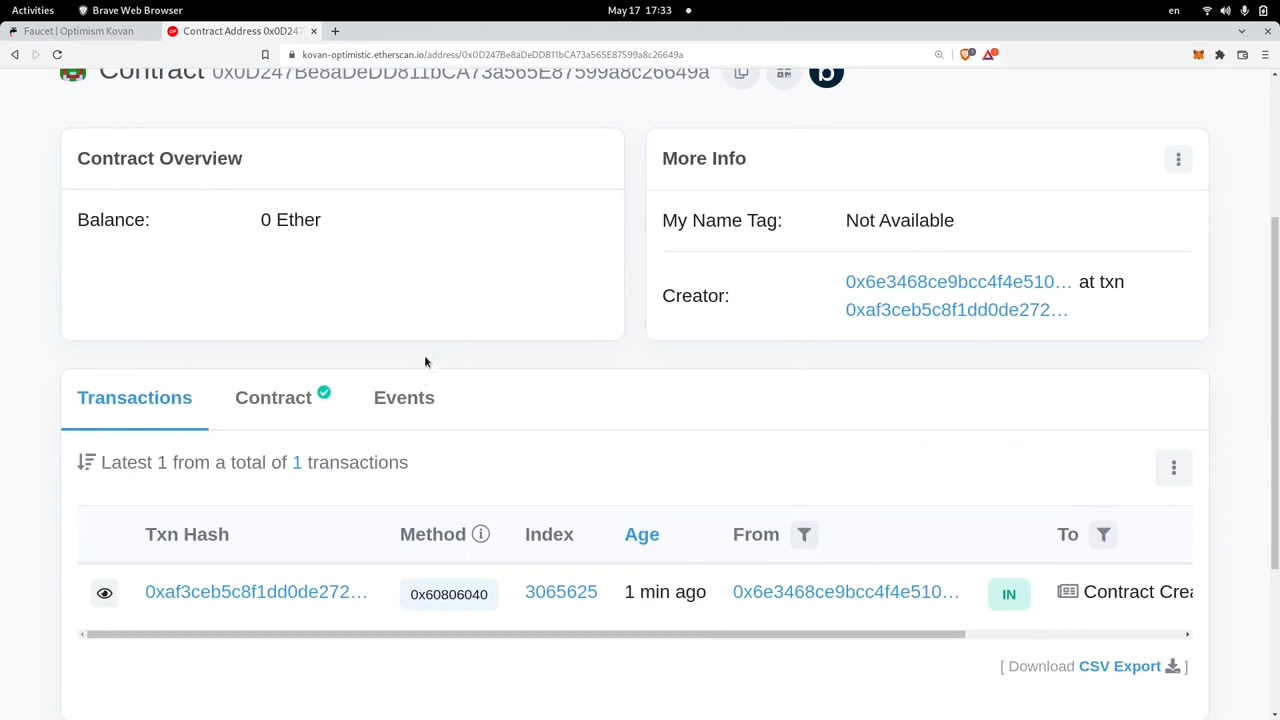 Activities
Brave Web Browser
May 17 17:33
en
Faucet | Optimism Kovan
Contract Address 0x0D247
kovan-optimistic.etherscan.io/address/0x0D247Be8aDeDD811bCA73a565E87599a8c26649a
Contract 0x0D247Be8aDeDD811bCA73a565E87599a8c26649a
Contract Overview
Balance: 0 Ether
More Info
My Name Tag: Not Available
Creator: 0x6e3468ce9bcc4f4e510... at txn
0xaf3ceb5c8f1dd0de272...
Transactions Contract Events
Latest 1 from a total of 1 transactions
Txn Hash Method Index Age From To
0xaf3ceb5c8f1dd0de272... 0x60806040 3065625 1 min ago 0x6e3468ce9bcc4f4e510... IN Contract Crea
[ Download CSV Export ]